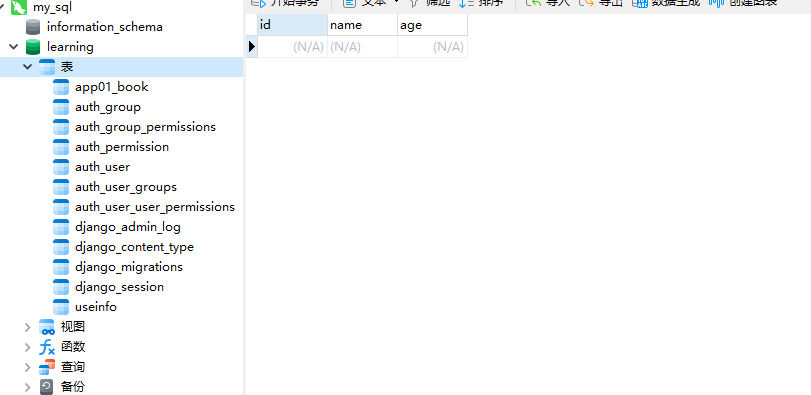 my_sql
information_schema
learning
表
app01_book
auth_group
auth_group_permissions
auth_permission
auth_user
auth_user_groups
auth_user_user_permissions
django_admin_log
django_content_type
django_migrations
django_session
useinfo
视图
函数
查询
备份
开始事务 文本 筛选 排序 导入 导出 数据生成 创建图表
id name age
(N/A) (N/A) (N/A)